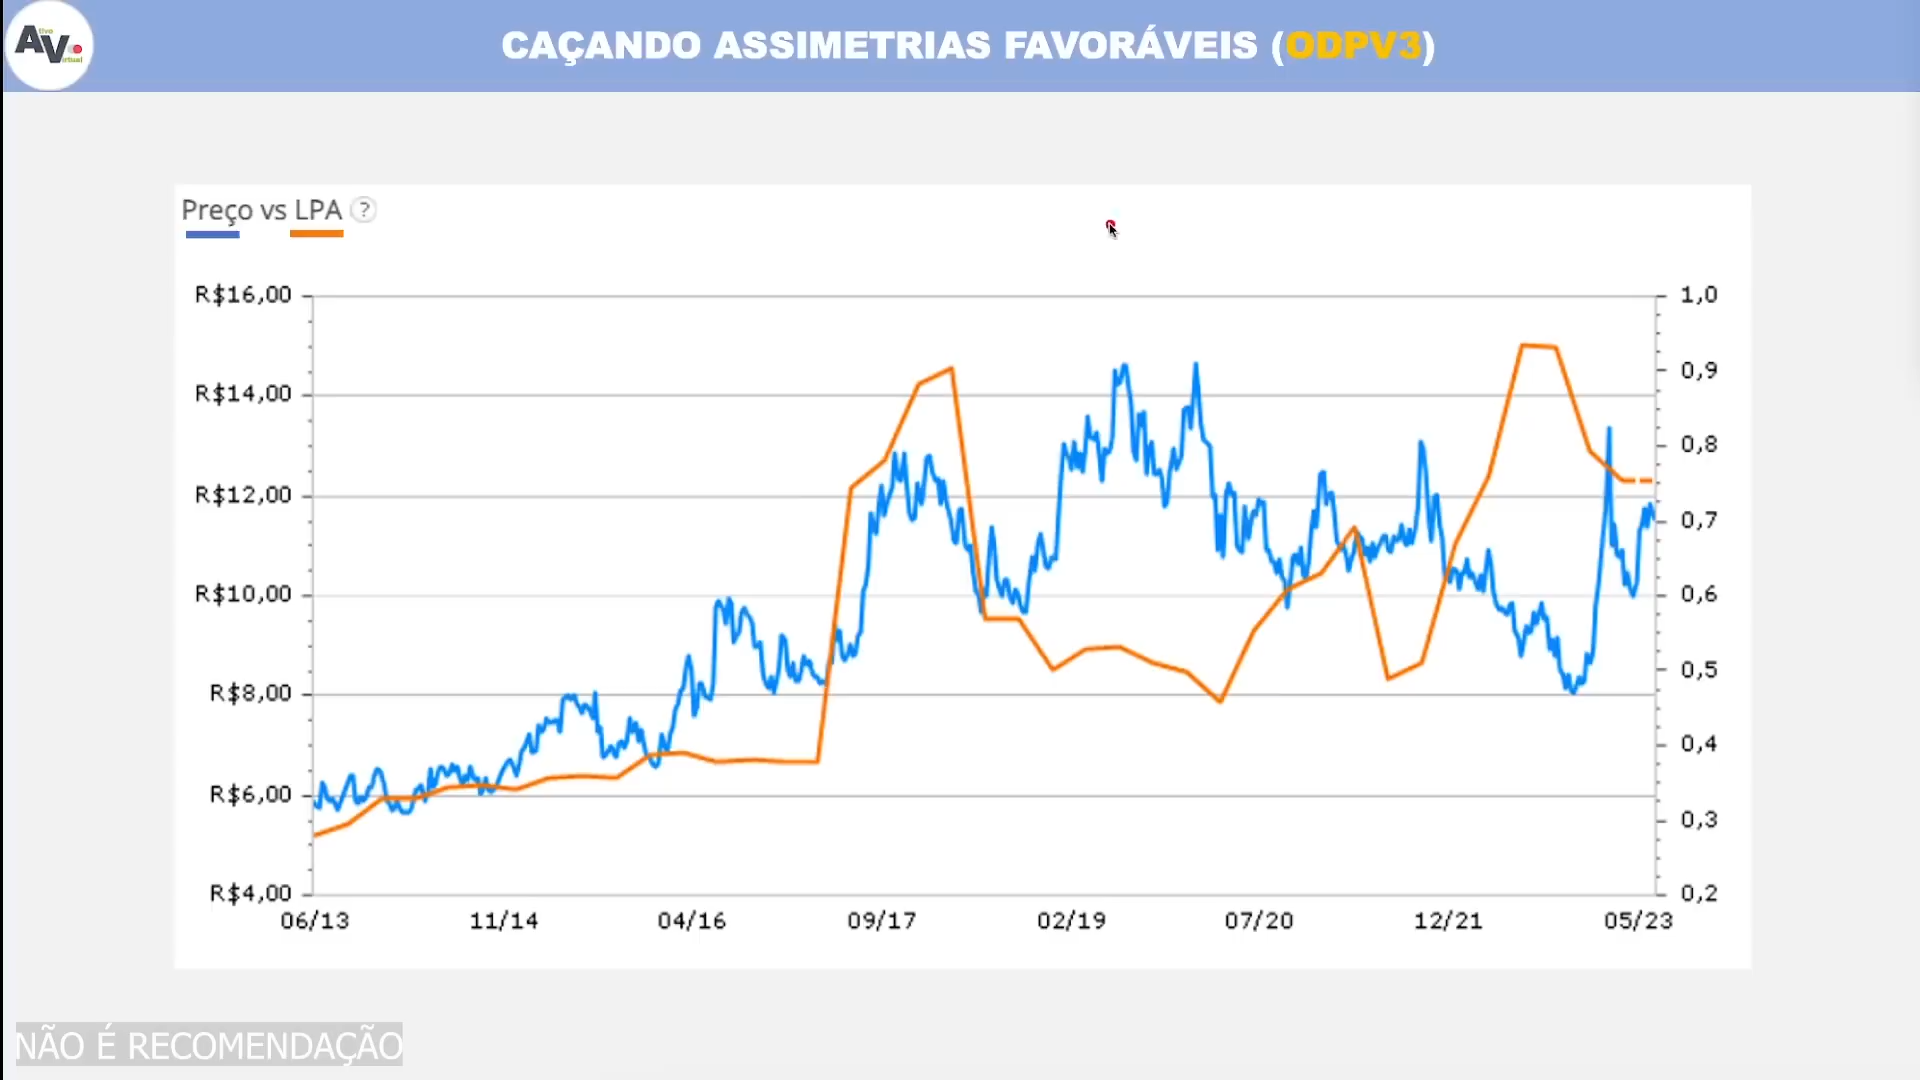 Ativo
Virtual
CAÇANDO ASSIMETRIAS FAVORÁVEIS (ODPV3)
Preço vs LPA ?
R$16,00
R$14,00
R$12,00
R$10,00
R$8,00
R$6,00
R$4,00
1,0
0,9
0,8
0,7
0,6
0,5
0,4
0,3
0,2
06/13 11/14 04/16 09/17 02/19 07/20 12/21 05/23
NÃO É RECOMENDAÇÃO